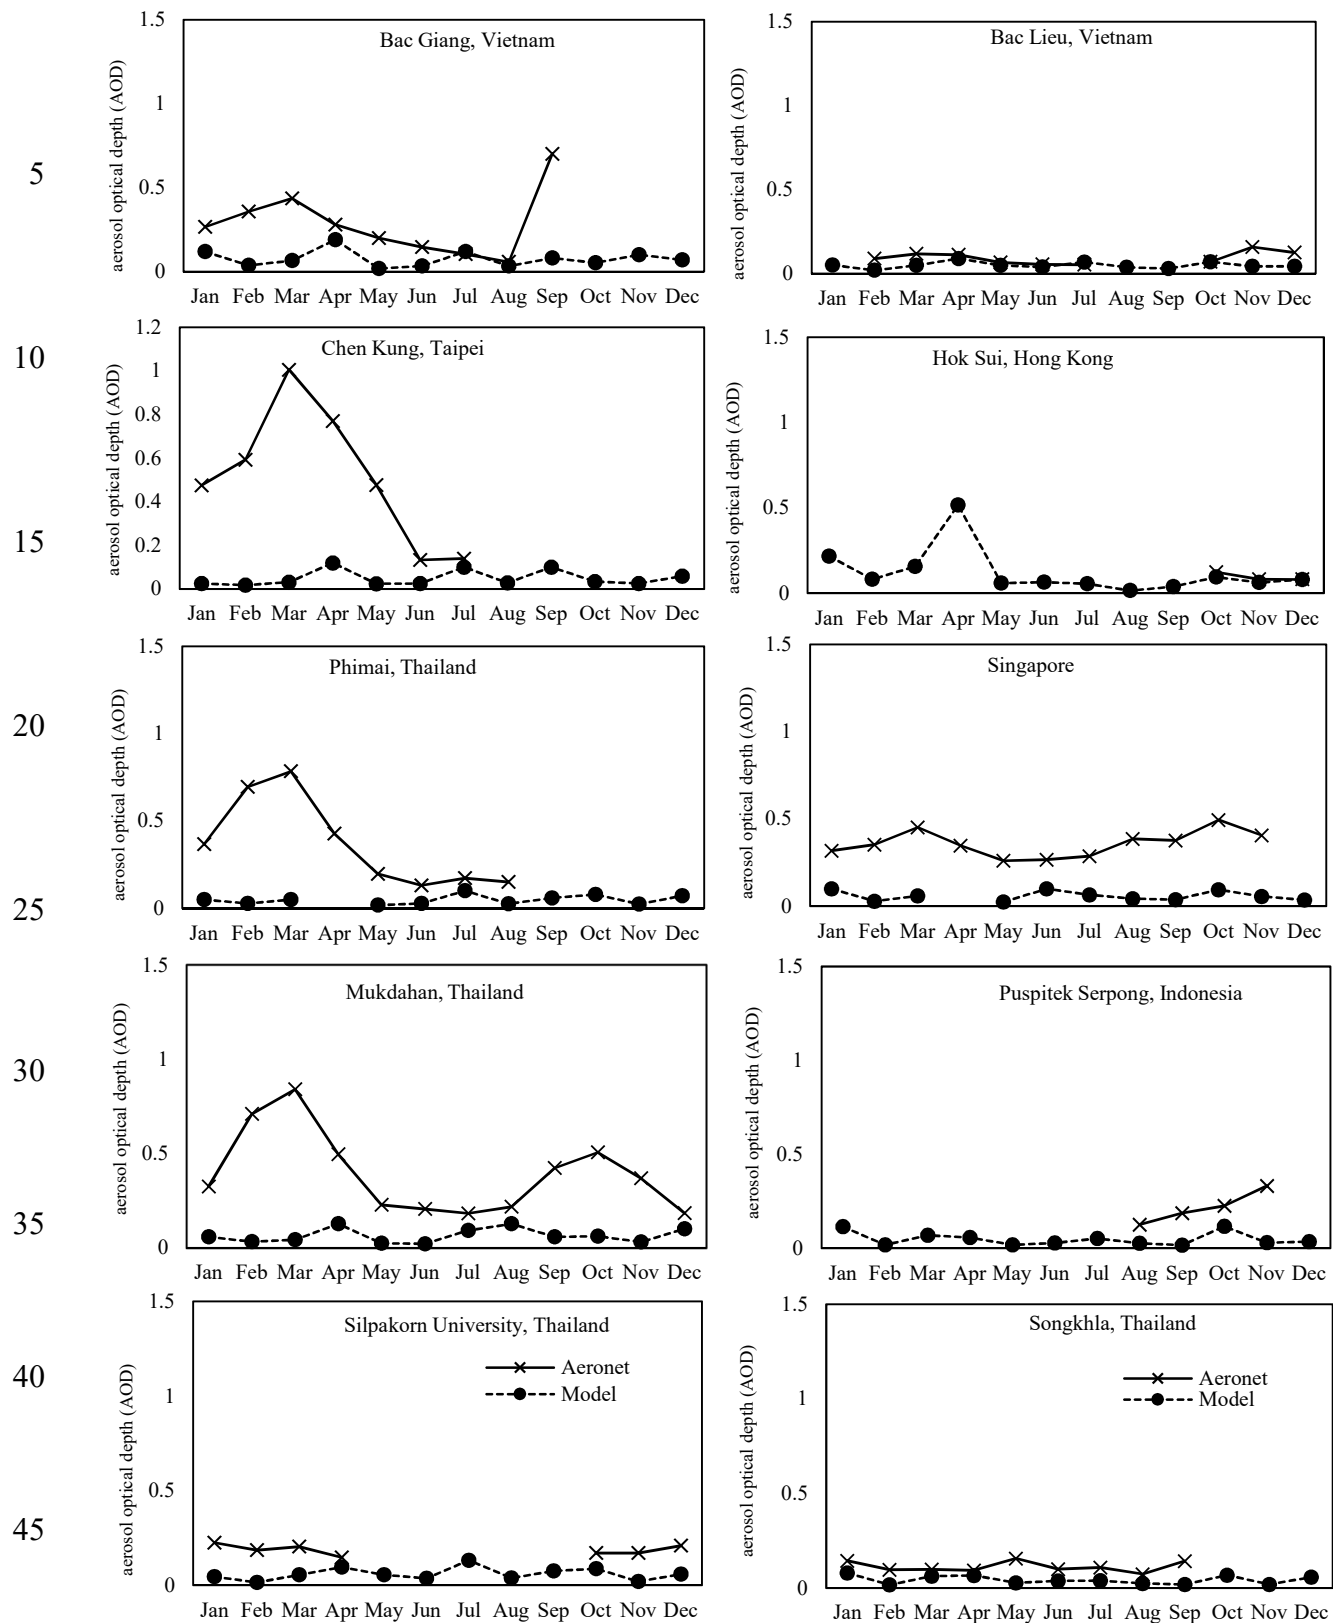 Bac Giang, Vietnam
aerosol optical depth (AOD)
1.5
1
0.5
0
Jan Feb Mar Apr May Jun Jul Aug Sep Oct Nov Dec
Bac Lieu, Vietnam
aerosol optical depth (AOD)
1.5
1
0.5
0
Jan Feb Mar Apr May Jun Jul Aug Sep Oct Nov Dec
5
Chen Kung, Taipei
aerosol optical depth (AOD)
1.2
1
0.8
0.6
0.4
0.2
0
Jan Feb Mar Apr May Jun Jul Aug Sep Oct Nov Dec
Hok Sui, Hong Kong
aerosol optical depth (AOD)
1.5
1
0.5
0
Jan Feb Mar Apr May Jun Jul Aug Sep Oct Nov Dec
10
15
Phimai, Thailand
aerosol optical depth (AOD)
1.5
1
0.5
0
Jan Feb Mar Apr May Jun Jul Aug Sep Oct Nov Dec
Singapore
aerosol optical depth (AOD)
1.5
1
0.5
0
Jan Feb Mar Apr May Jun Jul Aug Sep Oct Nov Dec
20
25
Mukdahan, Thailand
aerosol optical depth (AOD)
1.5
1
0.5
0
Jan Feb Mar Apr May Jun Jul Aug Sep Oct Nov Dec
Puspitek Serpong, Indonesia
aerosol optical depth (AOD)
1.5
1
0.5
0
Jan Feb Mar Apr May Jun Jul Aug Sep Oct Nov Dec
30
35
Silpakorn University, Thailand
Aeronet
Model
aerosol optical depth (AOD)
1.5
1
0.5
0
Jan Feb Mar Apr May Jun Jul Aug Sep Oct Nov Dec
Songkhla, Thailand
Aeronet
Model
aerosol optical depth (AOD)
1.5
1
0.5
0
Jan Feb Mar Apr May Jun Jul Aug Sep Oct Nov Dec
40
45